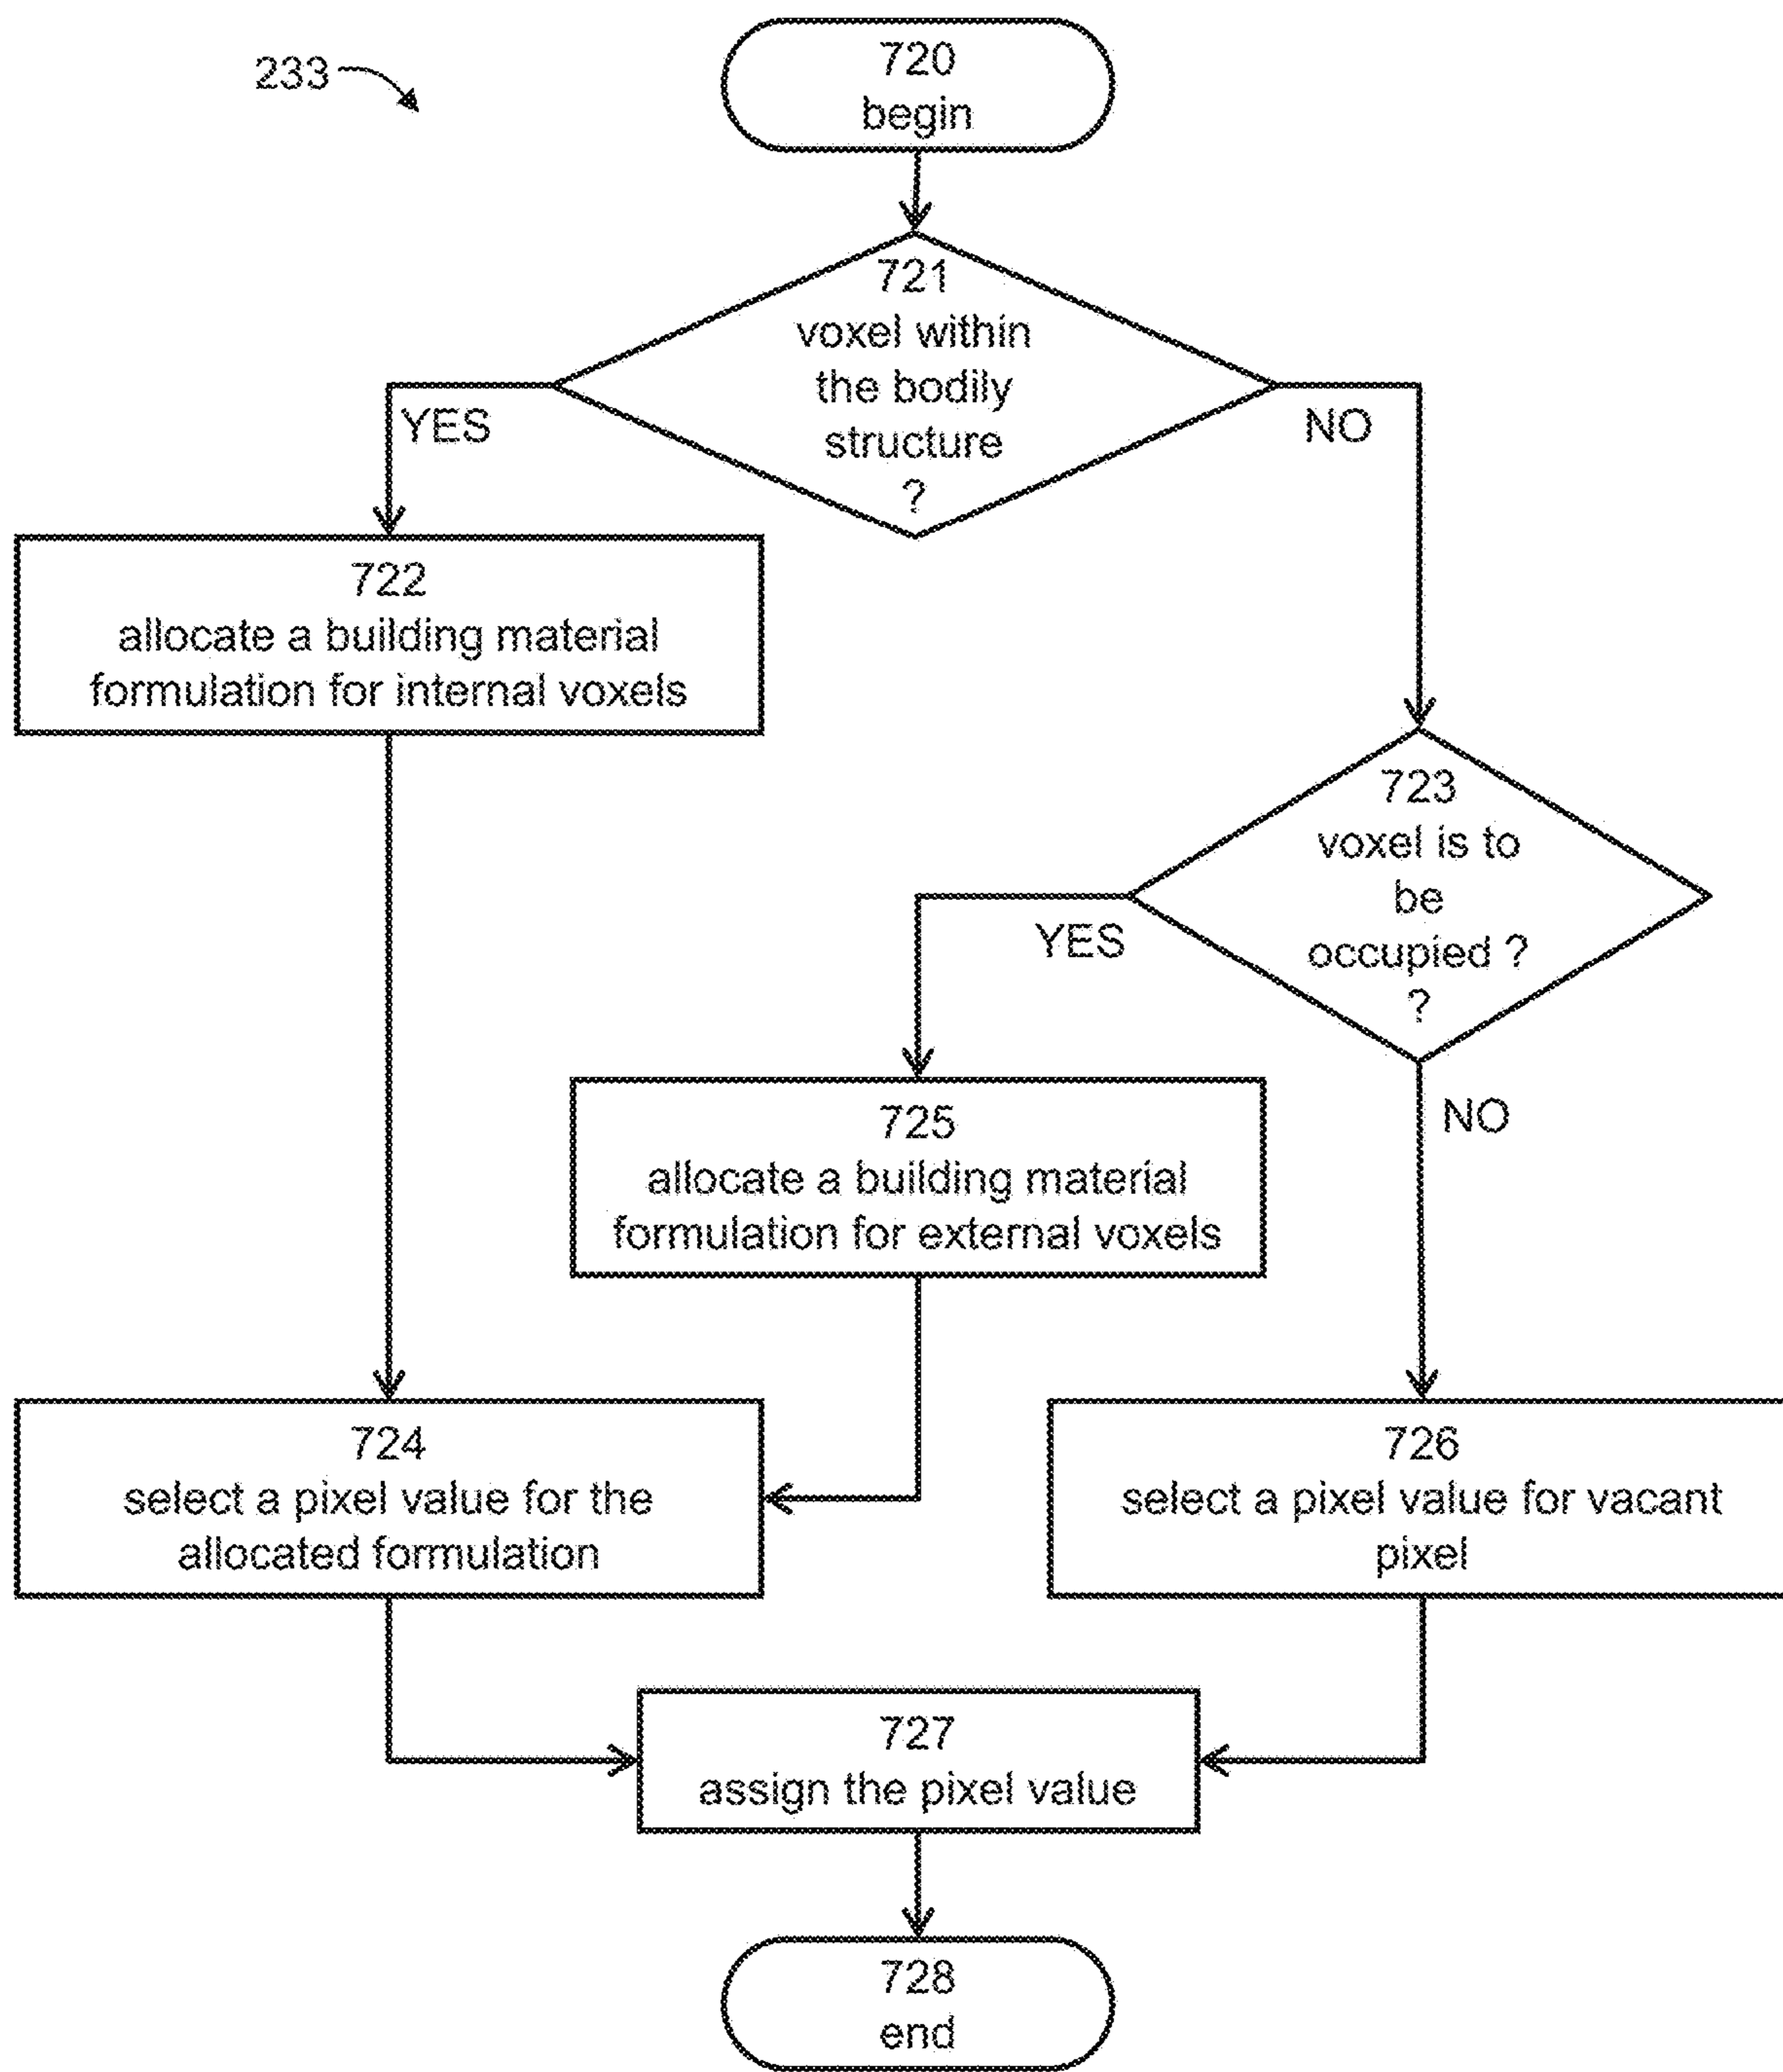 233
720
begin
721
voxel within
the bodily
structure
?
YES
NO
722
allocate a building material
formulation for internal voxels
723
voxel is to
be
occupied ?
?
YES
NO
725
allocate a building material
formulation for external voxels
724
select a pixel value for the
allocated formulation
726
select a pixel value for vacant
pixel
727
assign the pixel value
728
end